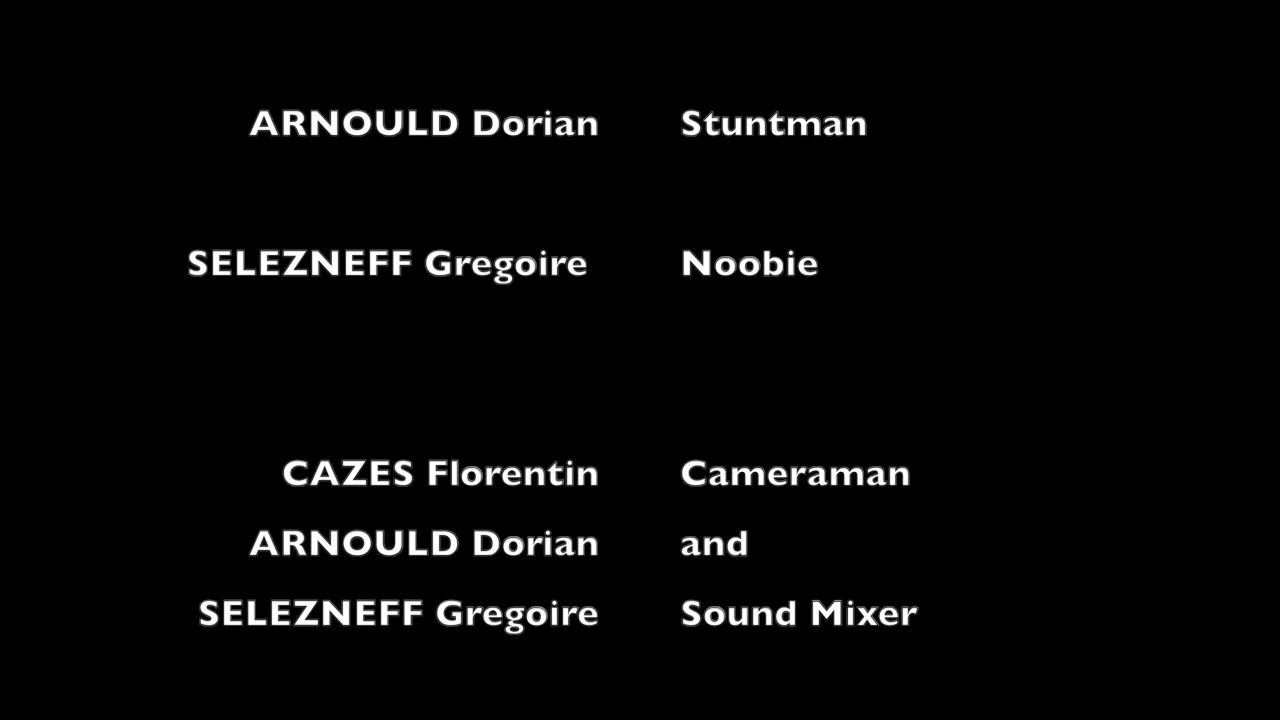 ARNOULD Dorian Stuntman
SELEZNEFF Gregoire Noobie
CAZES Florentin Cameraman
ARNOULD Dorian and
SELEZNEFF Gregoire Sound Mixer